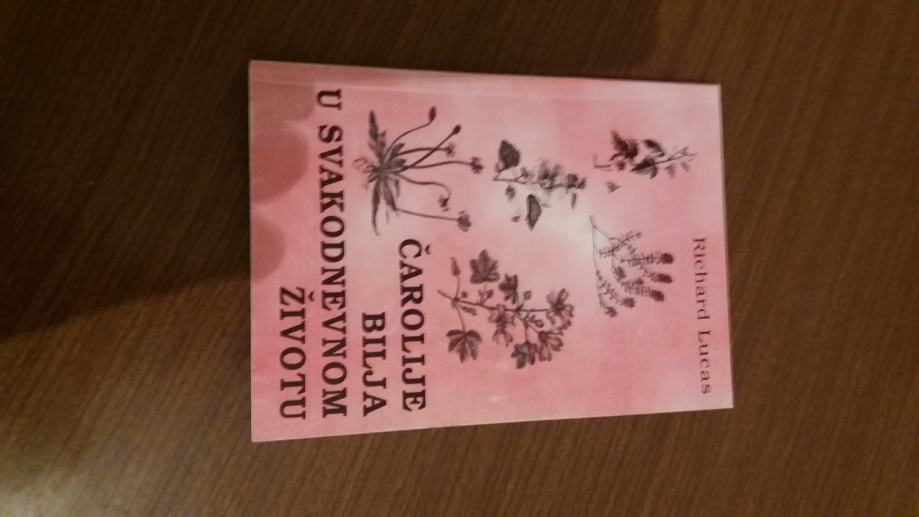 Richard Lucas
ČAROLIJE
BILJA
U SVAKODNEVNOM
ŽIVOTU